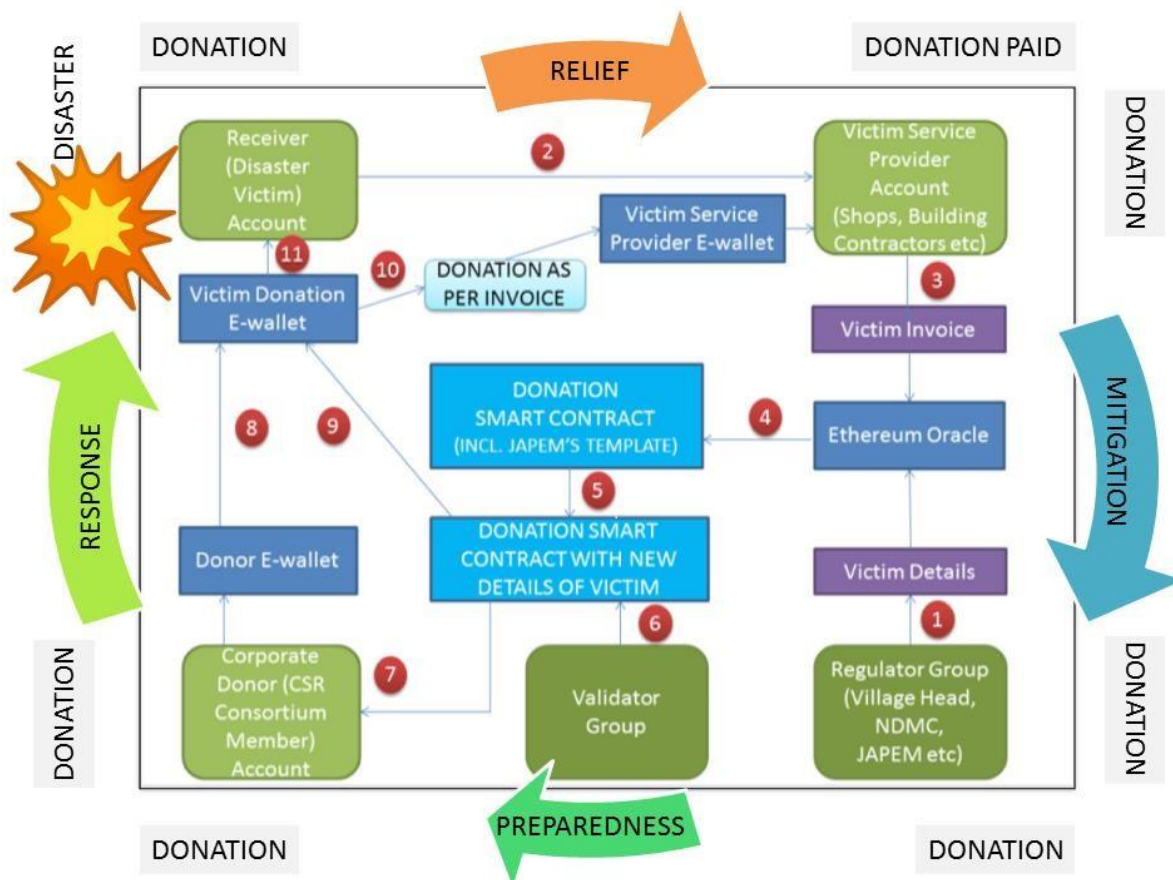 DONATION
DONATION PAID
RELIEF
DISASTER
DONATION
Receiver
(Disaster
Victim)
Account
2
Victim Service
Provider
Account
(Shops, Building
Contractors etc)
Victim Service
Provider E-wallet
11
10
DONATION AS
PER INVOICE
3
Victim Donation
E-wallet
Victim Invoice
MITIGATION
RESPONSE
8
9
DONATION
SMART CONTRACT
(INCL. JAPEM'S TEMPLATE)
4
Ethereum Oracle
5
Donor E-wallet
DONATION SMART
CONTRACT WITH NEW
DETAILS OF VICTIM
Victim Details
6
1
DONATION
Corporate
Donor (CSR
Consortium
Member)
Account
7
Validator
Group
Regulator Group
(Village Head,
NDMC,
JAPEM etc)
DONATION
PREPAREDNESS
DONATION
DONATION